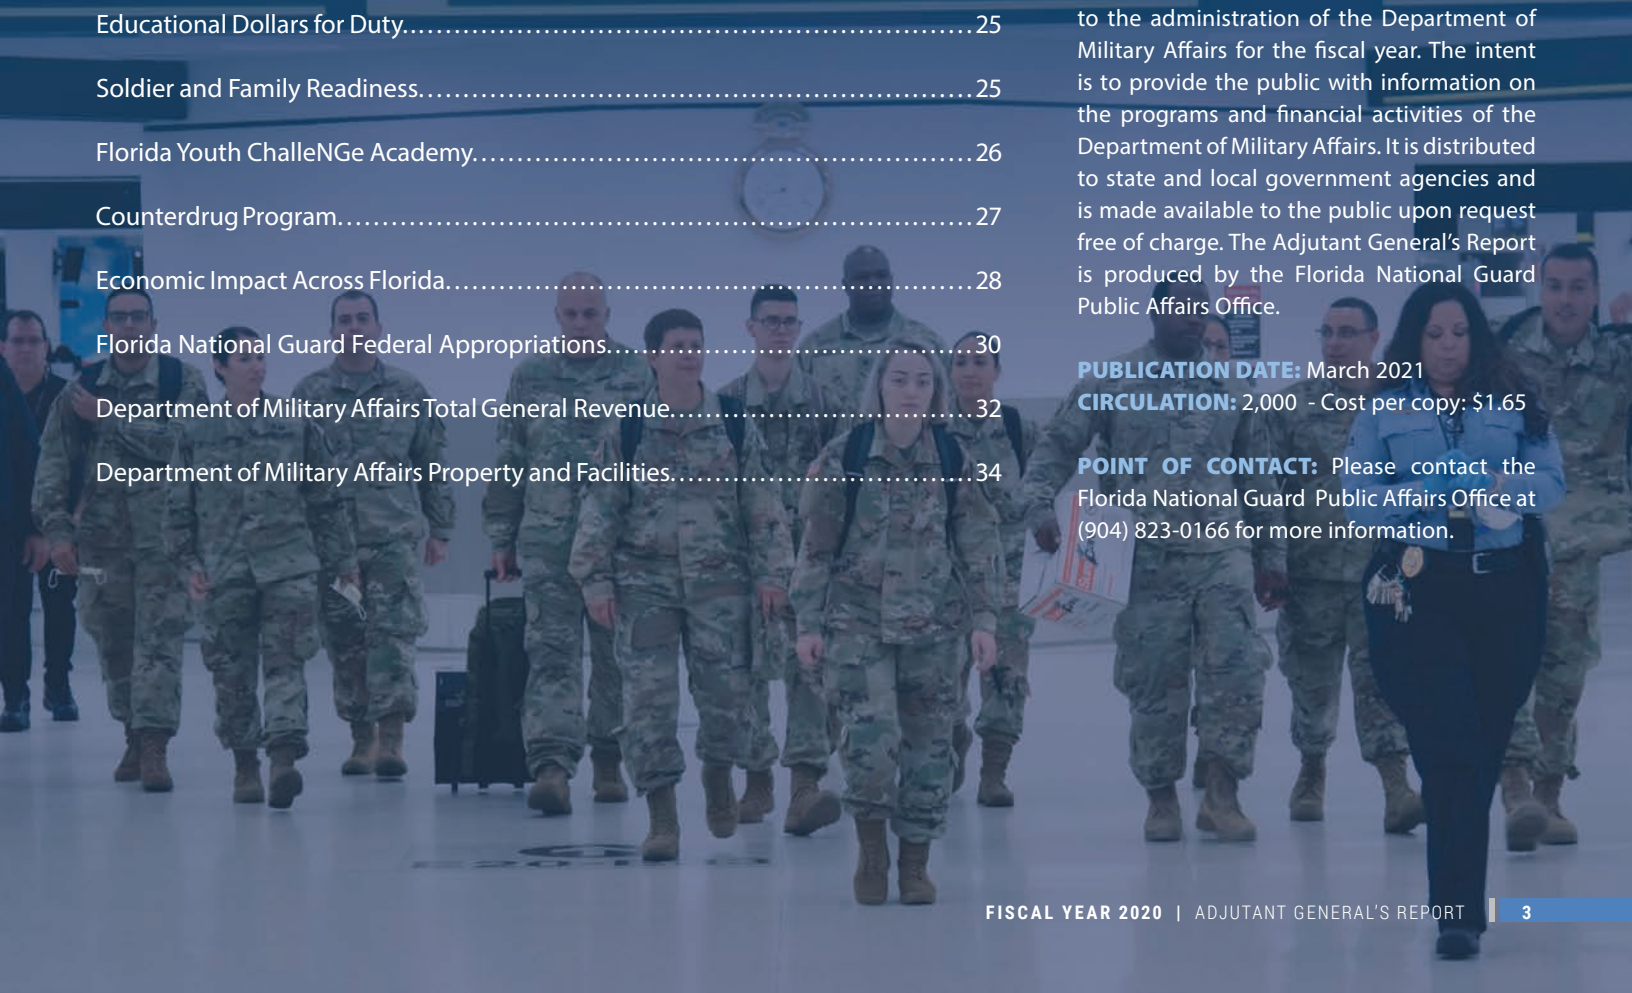 Educational Dollars for Duty........................................................................25
Soldier and Family Readiness......................................................................25
Florida Youth ChalleNGe Academy...............................................................26
Counterdrug Program................................................................................27
Economic Impact Across Florida..................................................................28
Florida National Guard Federal Appropriations.............................................30
Department of Military Affairs Total General Revenue.....................................32
Department of Military Affairs Property and Facilities.....................................34
to the administration of the Department of
Military Affairs for the fiscal year. The intent
is to provide the public with information on
the programs and financial activities of the
Department of Military Affairs. It is distributed
to state and local government agencies and
is made available to the public upon request
free of charge. The Adjutant General’s Report
is produced by the Florida National Guard
Public Affairs Office.
PUBLICATION DATE: March 2021
CIRCULATION: 2,000 - Cost per copy: $1.65
POINT OF CONTACT: Please contact the
Florida National Guard Public Affairs Office at
(904) 823-0166 for more information.
FISCAL YEAR 2020 | ADJUTANT GENERAL’S REPORT 3